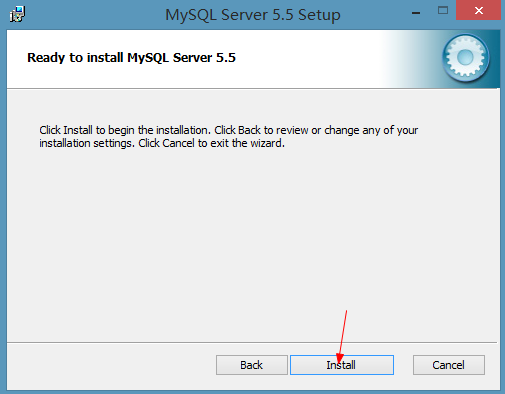 MySQL Server 5.5 Setup
Ready to install MySQL Server 5.5
Click Install to begin the installation. Click Back to review or change any of your
installation settings. Click Cancel to exit the wizard.
Back
Install
Cancel